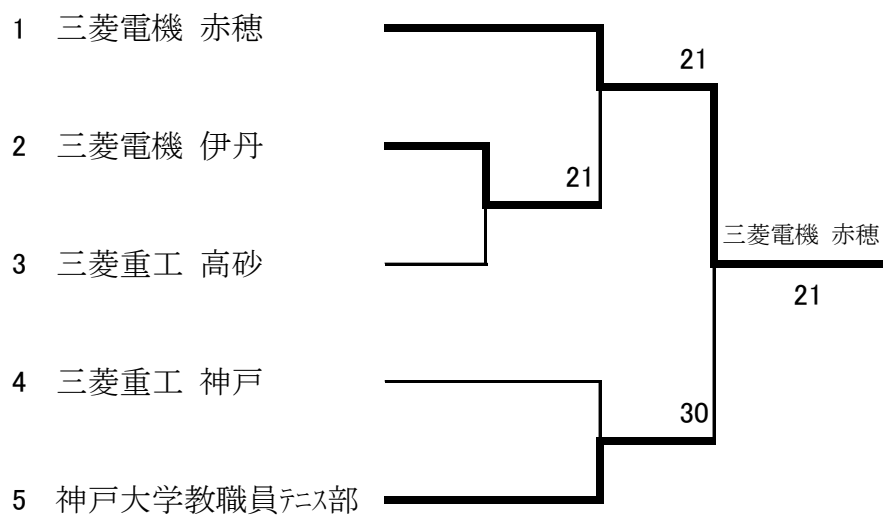 1 三菱電機 赤穂
21
2 三菱電機 伊丹
21
三菱電機 赤穂
3 三菱重工 高砂
21
4 三菱重工 神戸
30
5 神戸大学教職員テニス部